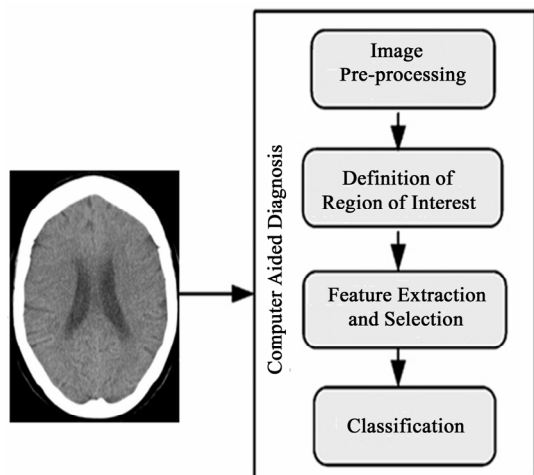 Computer Aided Diagnosis
Image
Pre-processing
Definition of
Region of Interest
Feature Extraction
and Selection
Classification